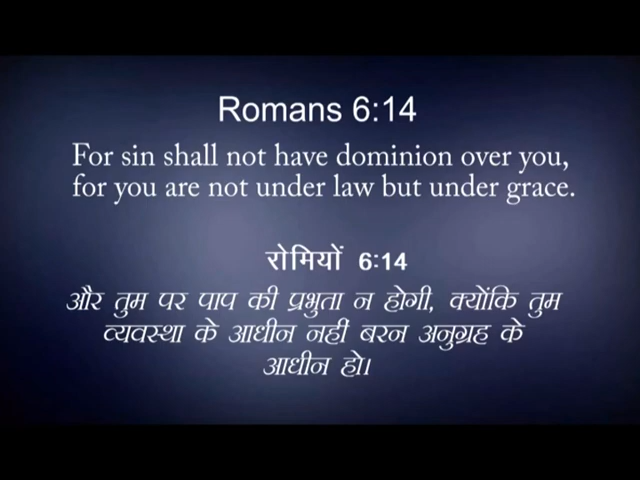 Romans 6:14
For sin shall not have dominion over you,
for you are not under law but under grace.
रोमियों 6:14
और तुम पर पाप की प्रभुता न होगी, क्योंकि तुम
व्यवस्था के आधीन नहीं बरन अनुग्रह के
आधीन हो।